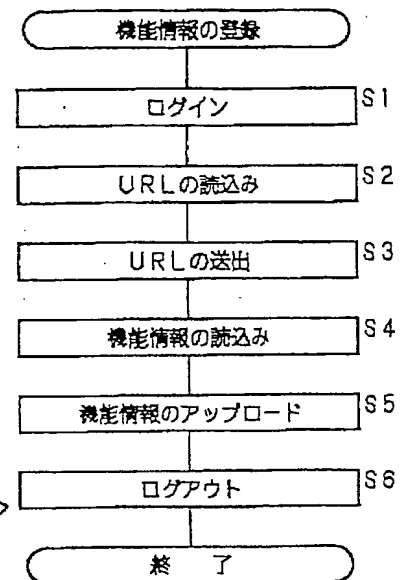 機能情報の登録
ログイン S1
URLの読込み S2
URLの送出 S3
機能情報の読込み S4
機能情報のアップロード S5
ログアウト S6
終 了